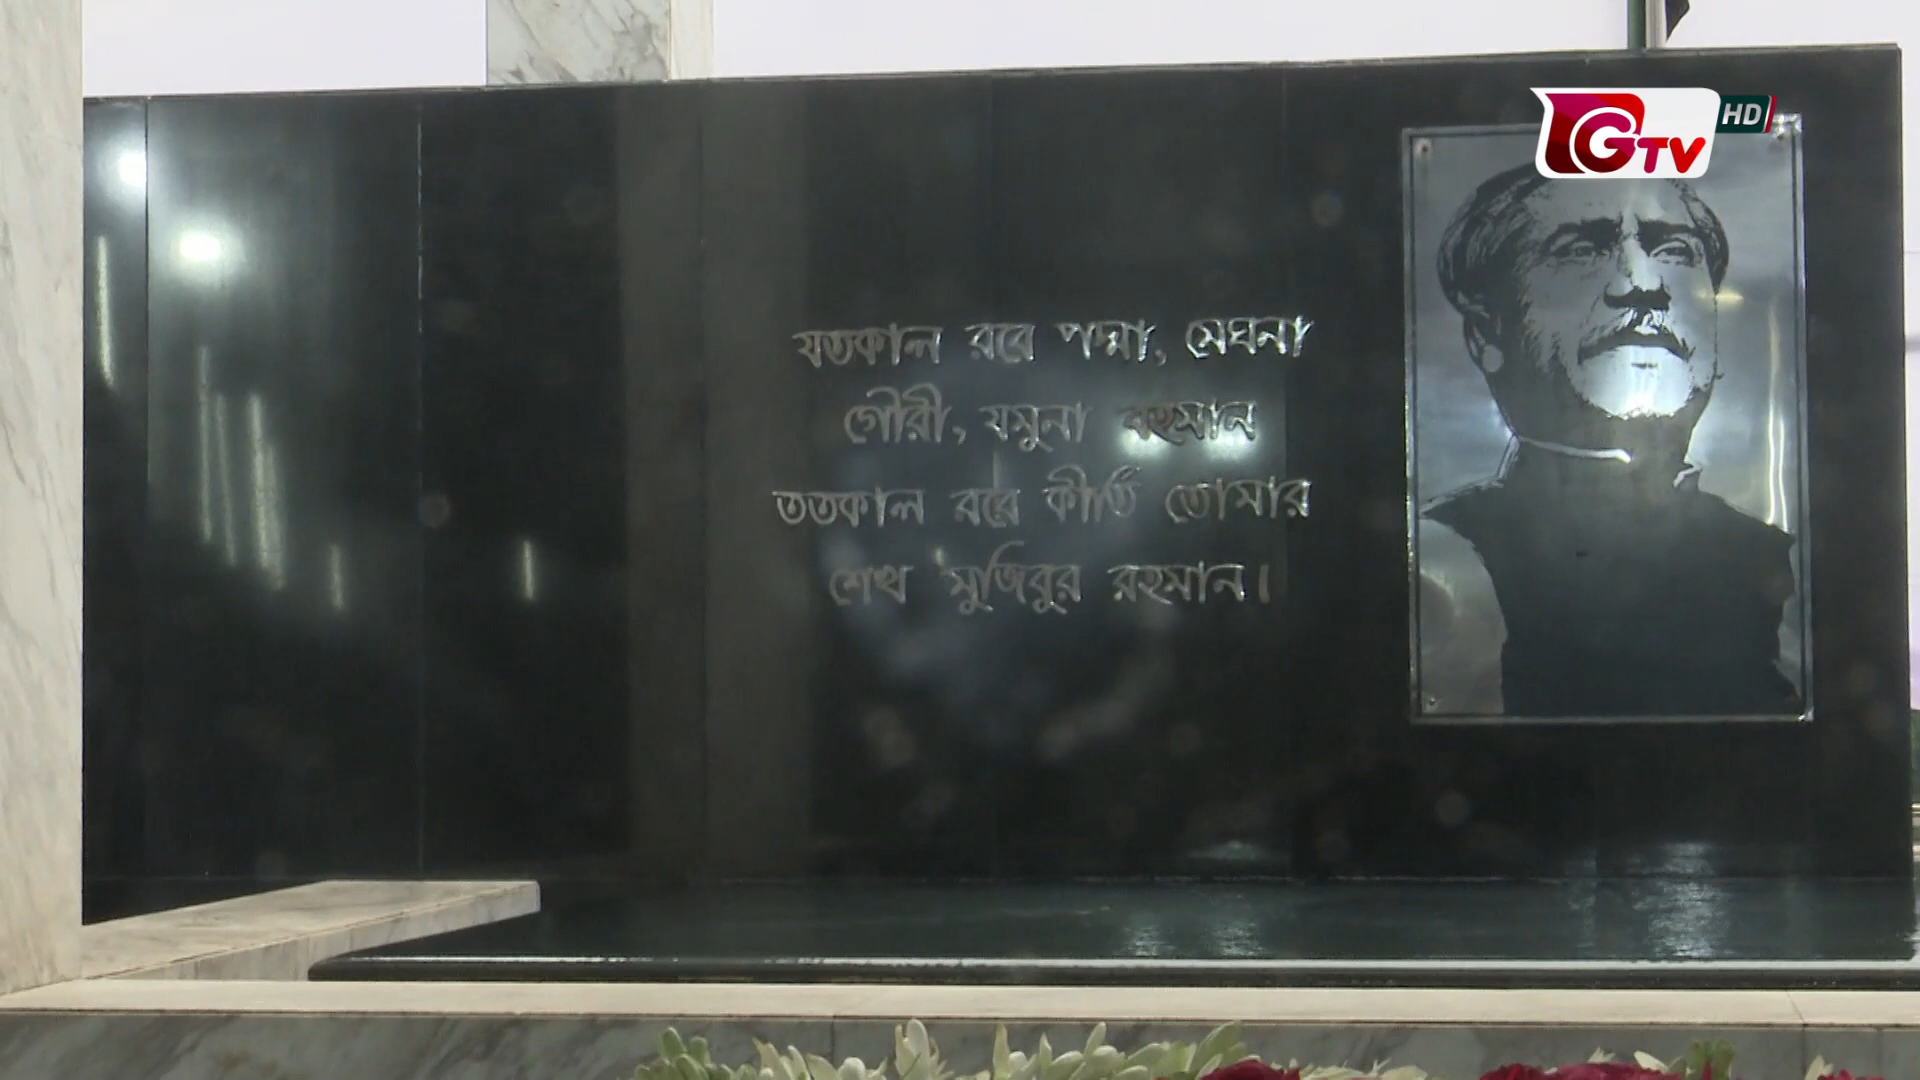 GTV HD
যতকাল রবে পদ্মা, মেঘনা
গৌরী, যমুনা বহমান
ততকাল রবে কীর্তি তোমার
শেখ মুজিবুর রহমান।